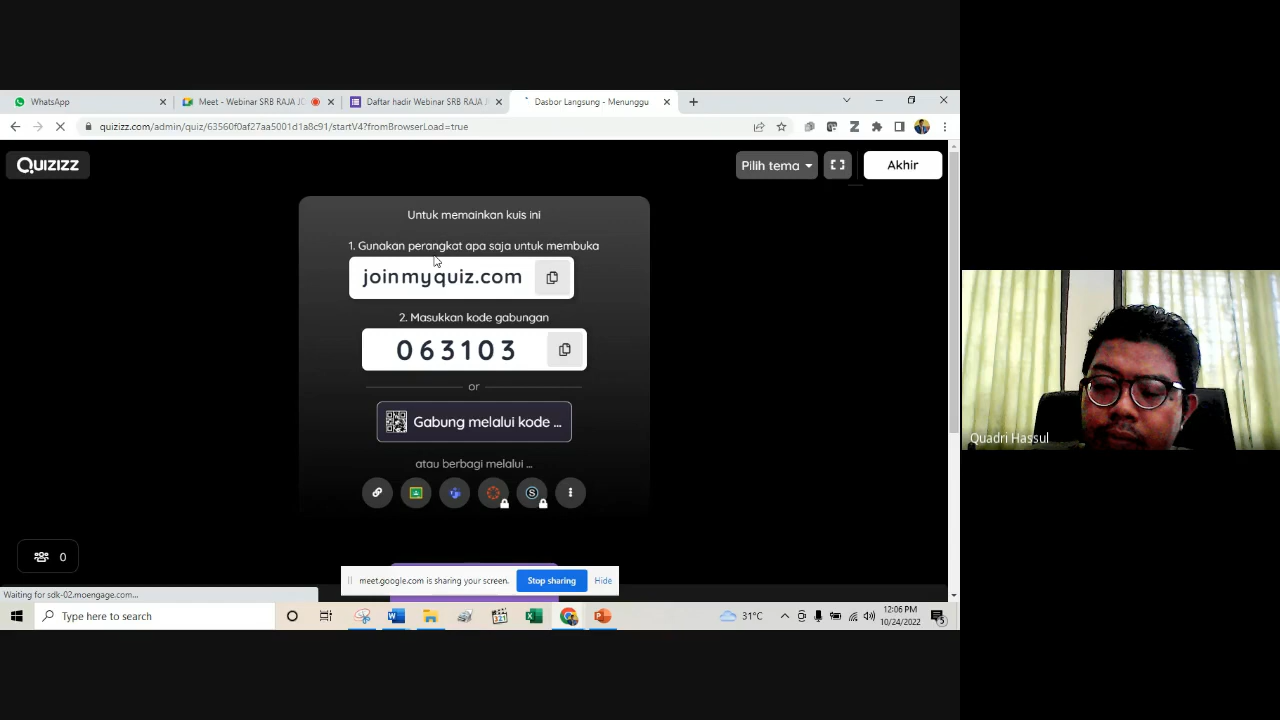 WhatsApp
Meet - Webinar SRB RAJA
Daftar hadir Webinar SRB RAJA
Dasbor Langsung - Menunggu
quizizz.com/admin/quiz/63560f0af27aa5001d1a8c91/startV4?fromBrowserLoad=true
QUIZIZZ
Pilih tema
Akhir
Untuk memainkan kuis ini
1. Gunakan perangkat apa saja untuk membuka
joinmyquiz.com
2. Masukkan kode gabungan
063103
or
Gabung melalui kode ...
atau berbagi melalui ...
Quadri Hassul
0
meet.google.com is sharing your screen.
Stop sharing
Hide
Waiting for sdk-02.moengage.com...
Type here to search
31°C
12:06 PM
10/24/2022
5